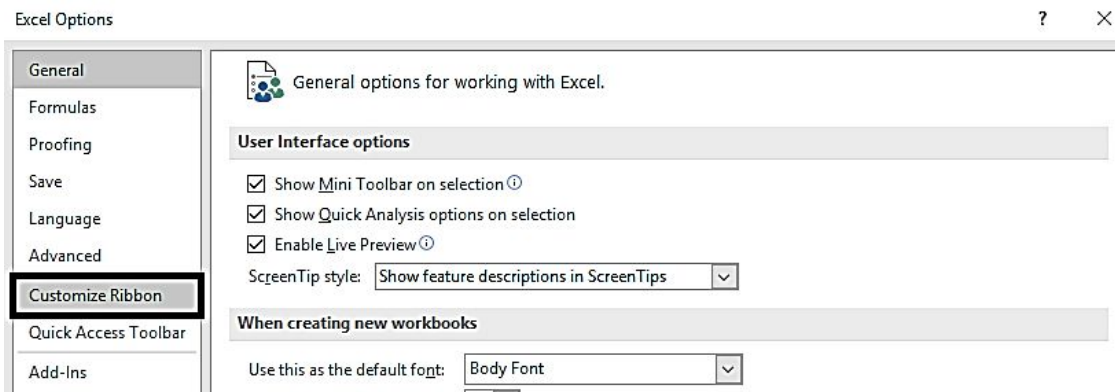 Excel Options ? ×
General
Formulas
Proofing
Save
Language
Advanced
Customize Ribbon
Quick Access Toolbar
Add-Ins
General options for working with Excel.
User Interface options
Show Mini Toolbar on selection
Show Quick Analysis options on selection
Enable Live Preview
ScreenTip style: Show feature descriptions in ScreenTips
When creating new workbooks
Use this as the default font: Body Font